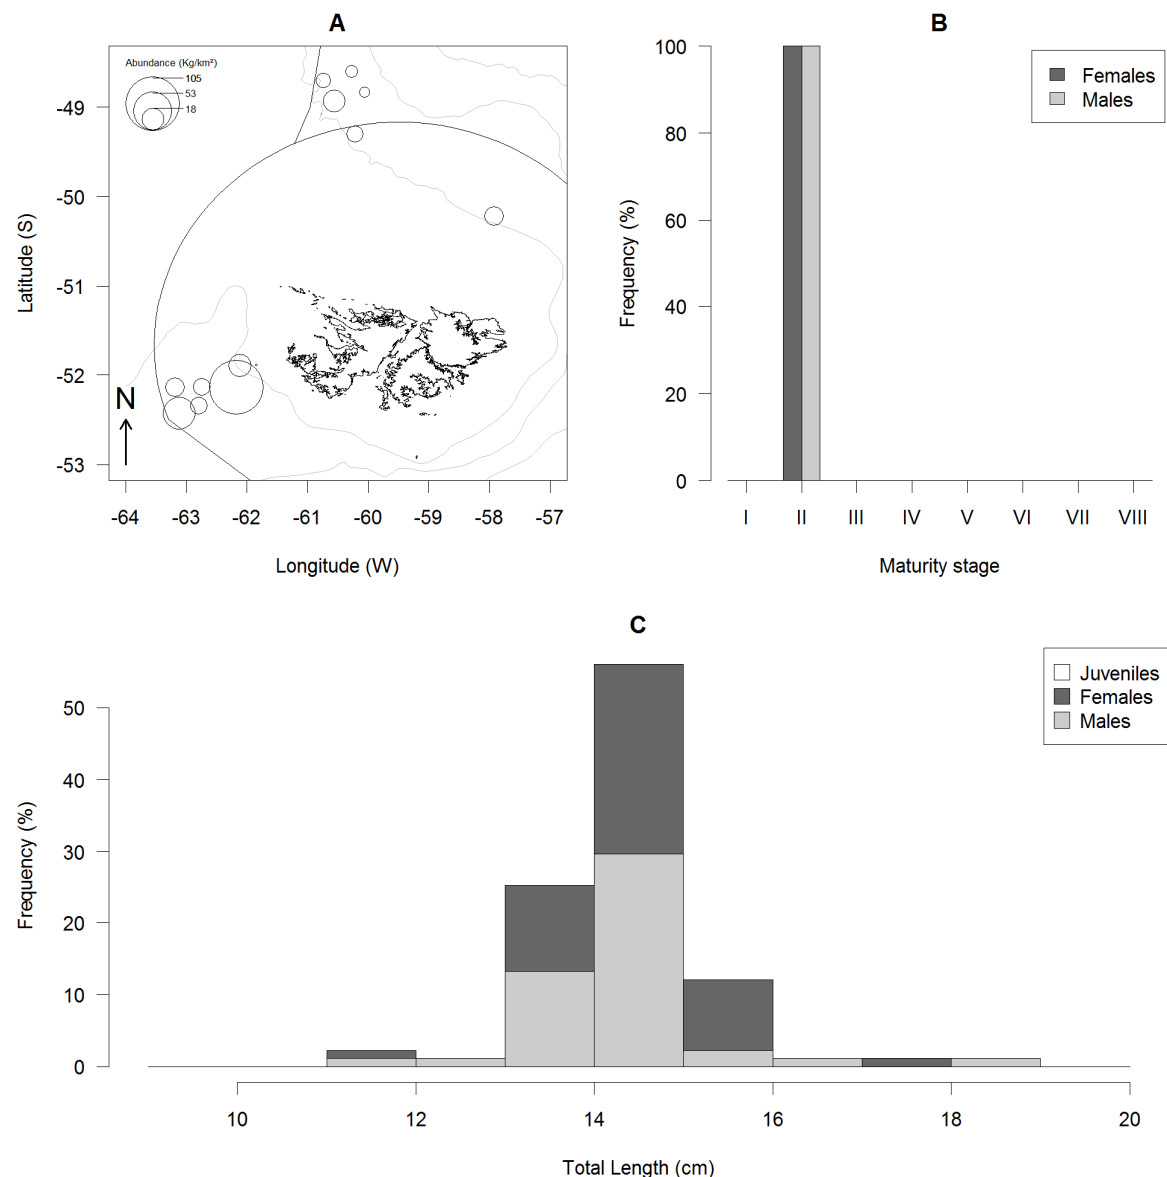 A
Abundance (Kg/km²)
105
53
18
N
-49
-50
-51
-52
-53
Latitude (S)
-64 -63 -62 -61 -60 -59 -58 -57
Longitude (W)
B
Females
Males
100
80
60
40
20
0
Frequency (%)
I II III IV V VI VII VIII
Maturity stage
C
Juveniles
Females
Males
50
40
30
20
10
0
Frequency (%)
10 12 14 16 18 20
Total Length (cm)